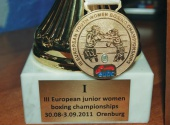 I
III European junior women
boxing championships
30.08-3.09.2011 Orenburg